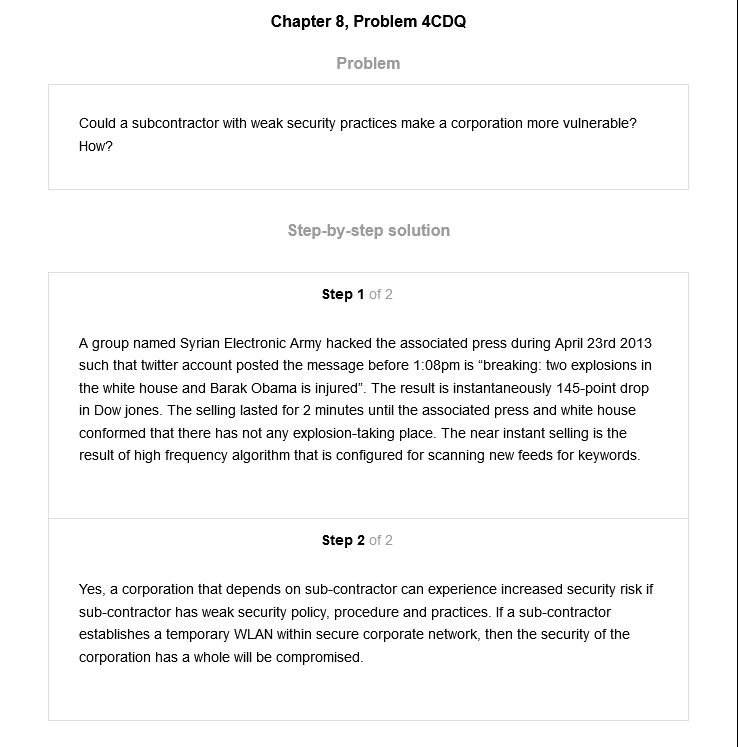 Chapter 8, Problem 4CDQ
Problem
Could a subcontractor with weak security practices make a corporation more vulnerable?
How?
Step-by-step solution
Step 1 of 2
A group named Syrian Electronic Army hacked the associated press during April 23rd 2013
such that twitter account posted the message before 1:08pm is “breaking: two explosions in
the white house and Barak Obama is injured”. The result is instantaneously 145-point drop
in Dow jones. The selling lasted for 2 minutes until the associated press and white house
conformed that there has not any explosion-taking place. The near instant selling is the
result of high frequency algorithm that is configured for scanning new feeds for keywords.
Step 2 of 2
Yes, a corporation that depends on sub-contractor can experience increased security risk if
sub-contractor has weak security policy, procedure and practices. If a sub-contractor
establishes a temporary WLAN within secure corporate network, then the security of the
corporation has a whole will be compromised.